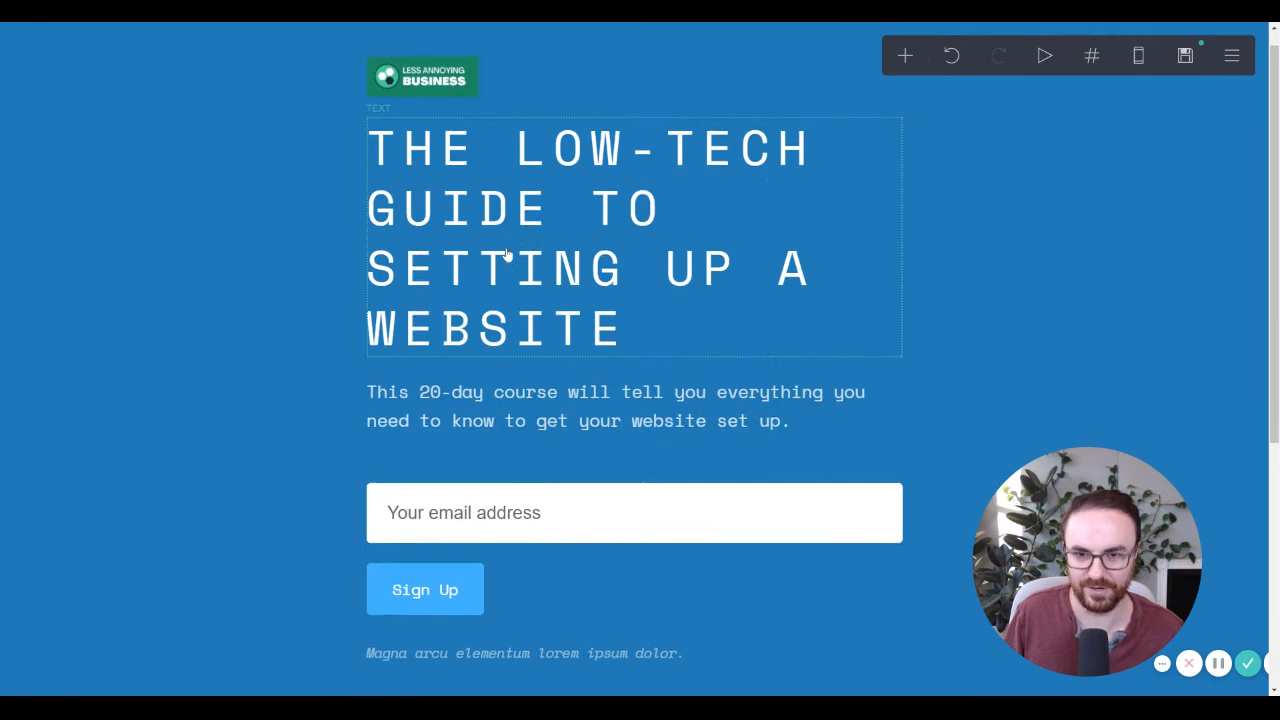 LESS ANNOYING
BUSINESS
TEXT
THE LOW-TECH
GUIDE TO
SETTING UP A
WEBSITE
This 20-day course will tell you everything you
need to know to get your website set up.
Your email address
Sign Up
Magna arcu elementum lorem ipsum dolor.